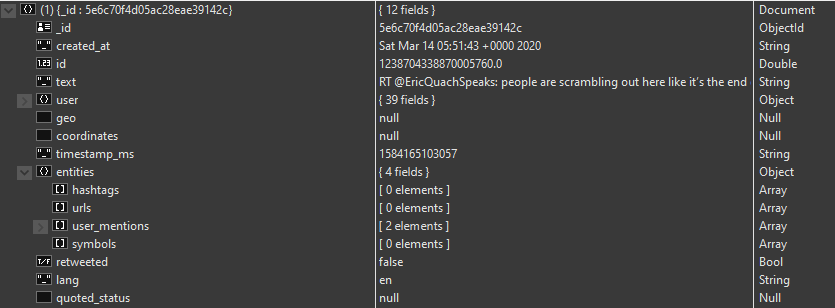 (1) {_id : 5e6c70f4d05ac28eae39142c} { 12 fields } Document
_id 5e6c70f4d05ac28eae39142c ObjectId
"_" created_at Sat Mar 14 05:51:43 +0000 2020 String
1.23 id 1238704338870005760.0 Double
"_" text RT @EricQuachSpeaks: people are scrambling out here like it's the end String
user { 39 fields } Object
geo null Null
coordinates null Null
"_" timestamp_ms 1584165103057 String
entities { 4 fields } Object
hashtags [ 0 elements ] Array
urls [ 0 elements ] Array
user_mentions [ 2 elements ] Array
symbols [ 0 elements ] Array
T/F retweeted false Bool
"_" lang en String
quoted_status null Null